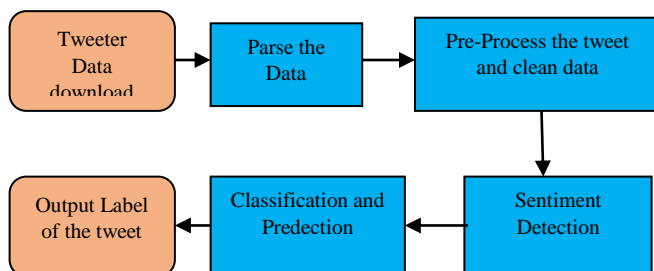 Tweeter
Data
download
Parse the
Data
Pre-Process the tweet
and clean data
Sentiment
Detection
Classification and
Predection
Output Label
of the tweet